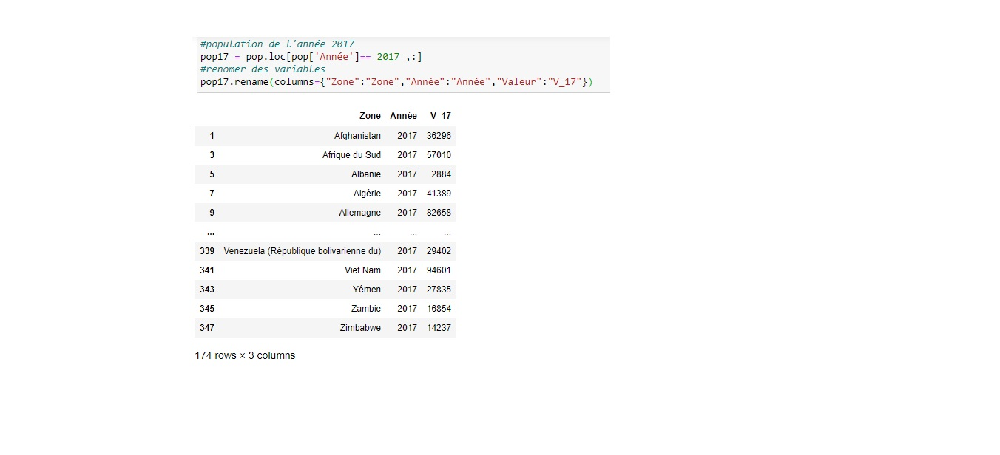 #population de l'année 2017
pop17 = pop.loc[pop['Année']== 2017 ,:]
#renomer des variables
pop17.rename(columns={"Zone":"Zone","Année":"Année","Valeur":"V_17"})
Zone Année V_17
1 Afghanistan 2017 36296
3 Afrique du Sud 2017 57010
5 Albanie 2017 2884
7 Algérie 2017 41389
9 Allemagne 2017 82658
... ... ... ...
339 Venezuela (République bolivarienne du) 2017 29402
341 Viet Nam 2017 94601
343 Yémen 2017 27835
345 Zambie 2017 16854
347 Zimbabwe 2017 14237
174 rows × 3 columns